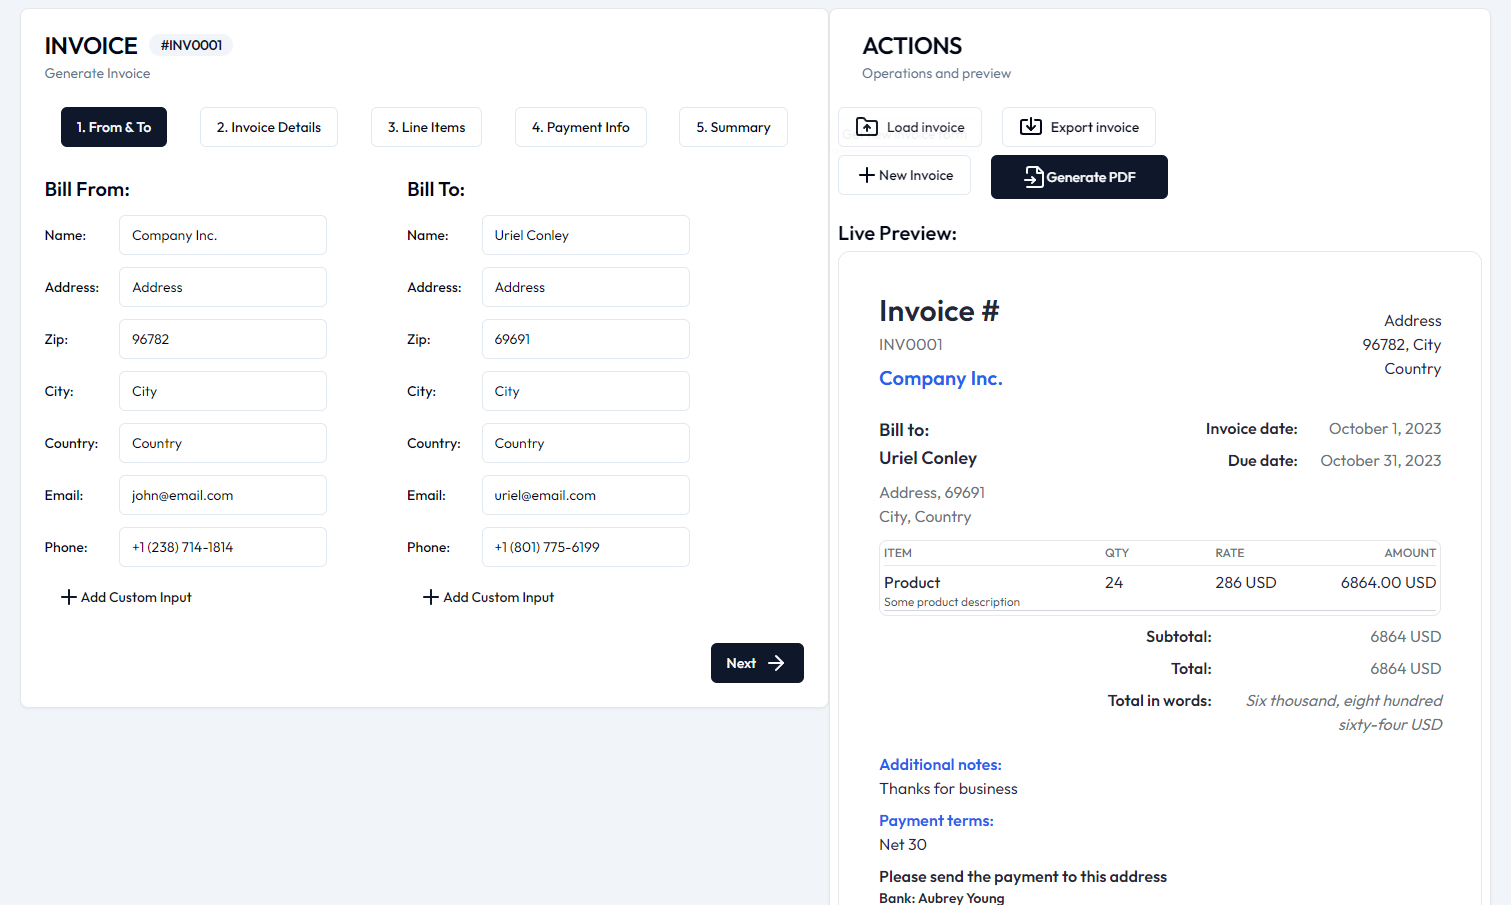 INVOICE #INV0001
Generate Invoice
1. From & To
2. Invoice Details
3. Line Items
4. Payment Info
5. Summary
Bill From:
Name: Company Inc.
Address: Address
Zip: 96782
City: City
Country: Country
Email: john@email.com
Phone: +1 (238) 714-1814
Add Custom Input
Bill To:
Name: Uriel Conley
Address: Address
Zip: 69691
City: City
Country: Country
Email: uriel@email.com
Phone: +1 (801) 775-6199
Add Custom Input
Next
ACTIONS
Operations and preview
Load invoice
Export invoice
New Invoice
Generate PDF
Live Preview:
Invoice #
INV0001
Company Inc.
Address
96782, City
Country
Bill to:
Uriel Conley
Address, 69691
City, Country
Invoice date: October 1, 2023
Due date: October 31, 2023
ITEM QTY RATE AMOUNT
Product 24 286 USD 6864.00 USD
Some product description
Subtotal: 6864 USD
Total: 6864 USD
Total in words: Six thousand, eight hundred
sixty-four USD
Additional notes:
Thanks for business
Payment terms:
Net 30
Please send the payment to this address
Bank: Aubrey Young